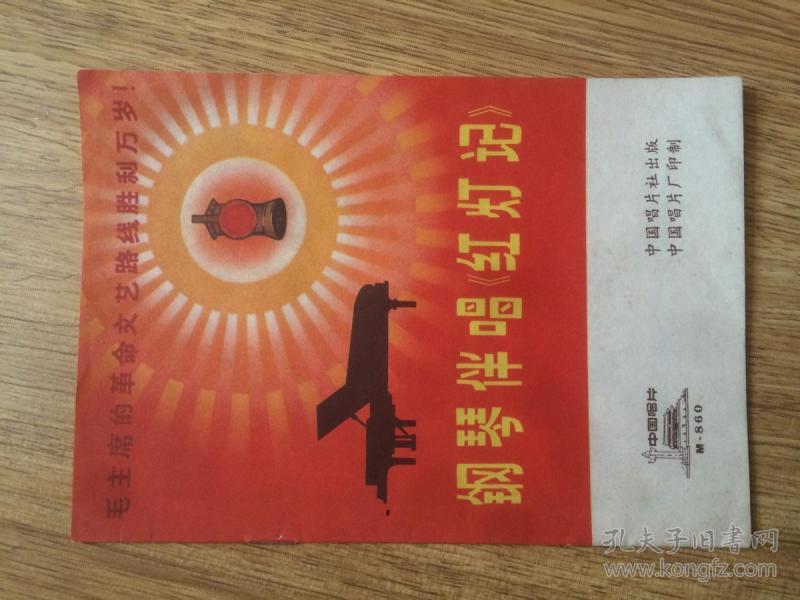 毛主席的革命文艺路线胜利万岁！
钢琴伴唱《红灯记》
中国唱片
M-860
中国唱片社出版
中国唱片厂印制
孔夫子旧书网
www.kongfz.com